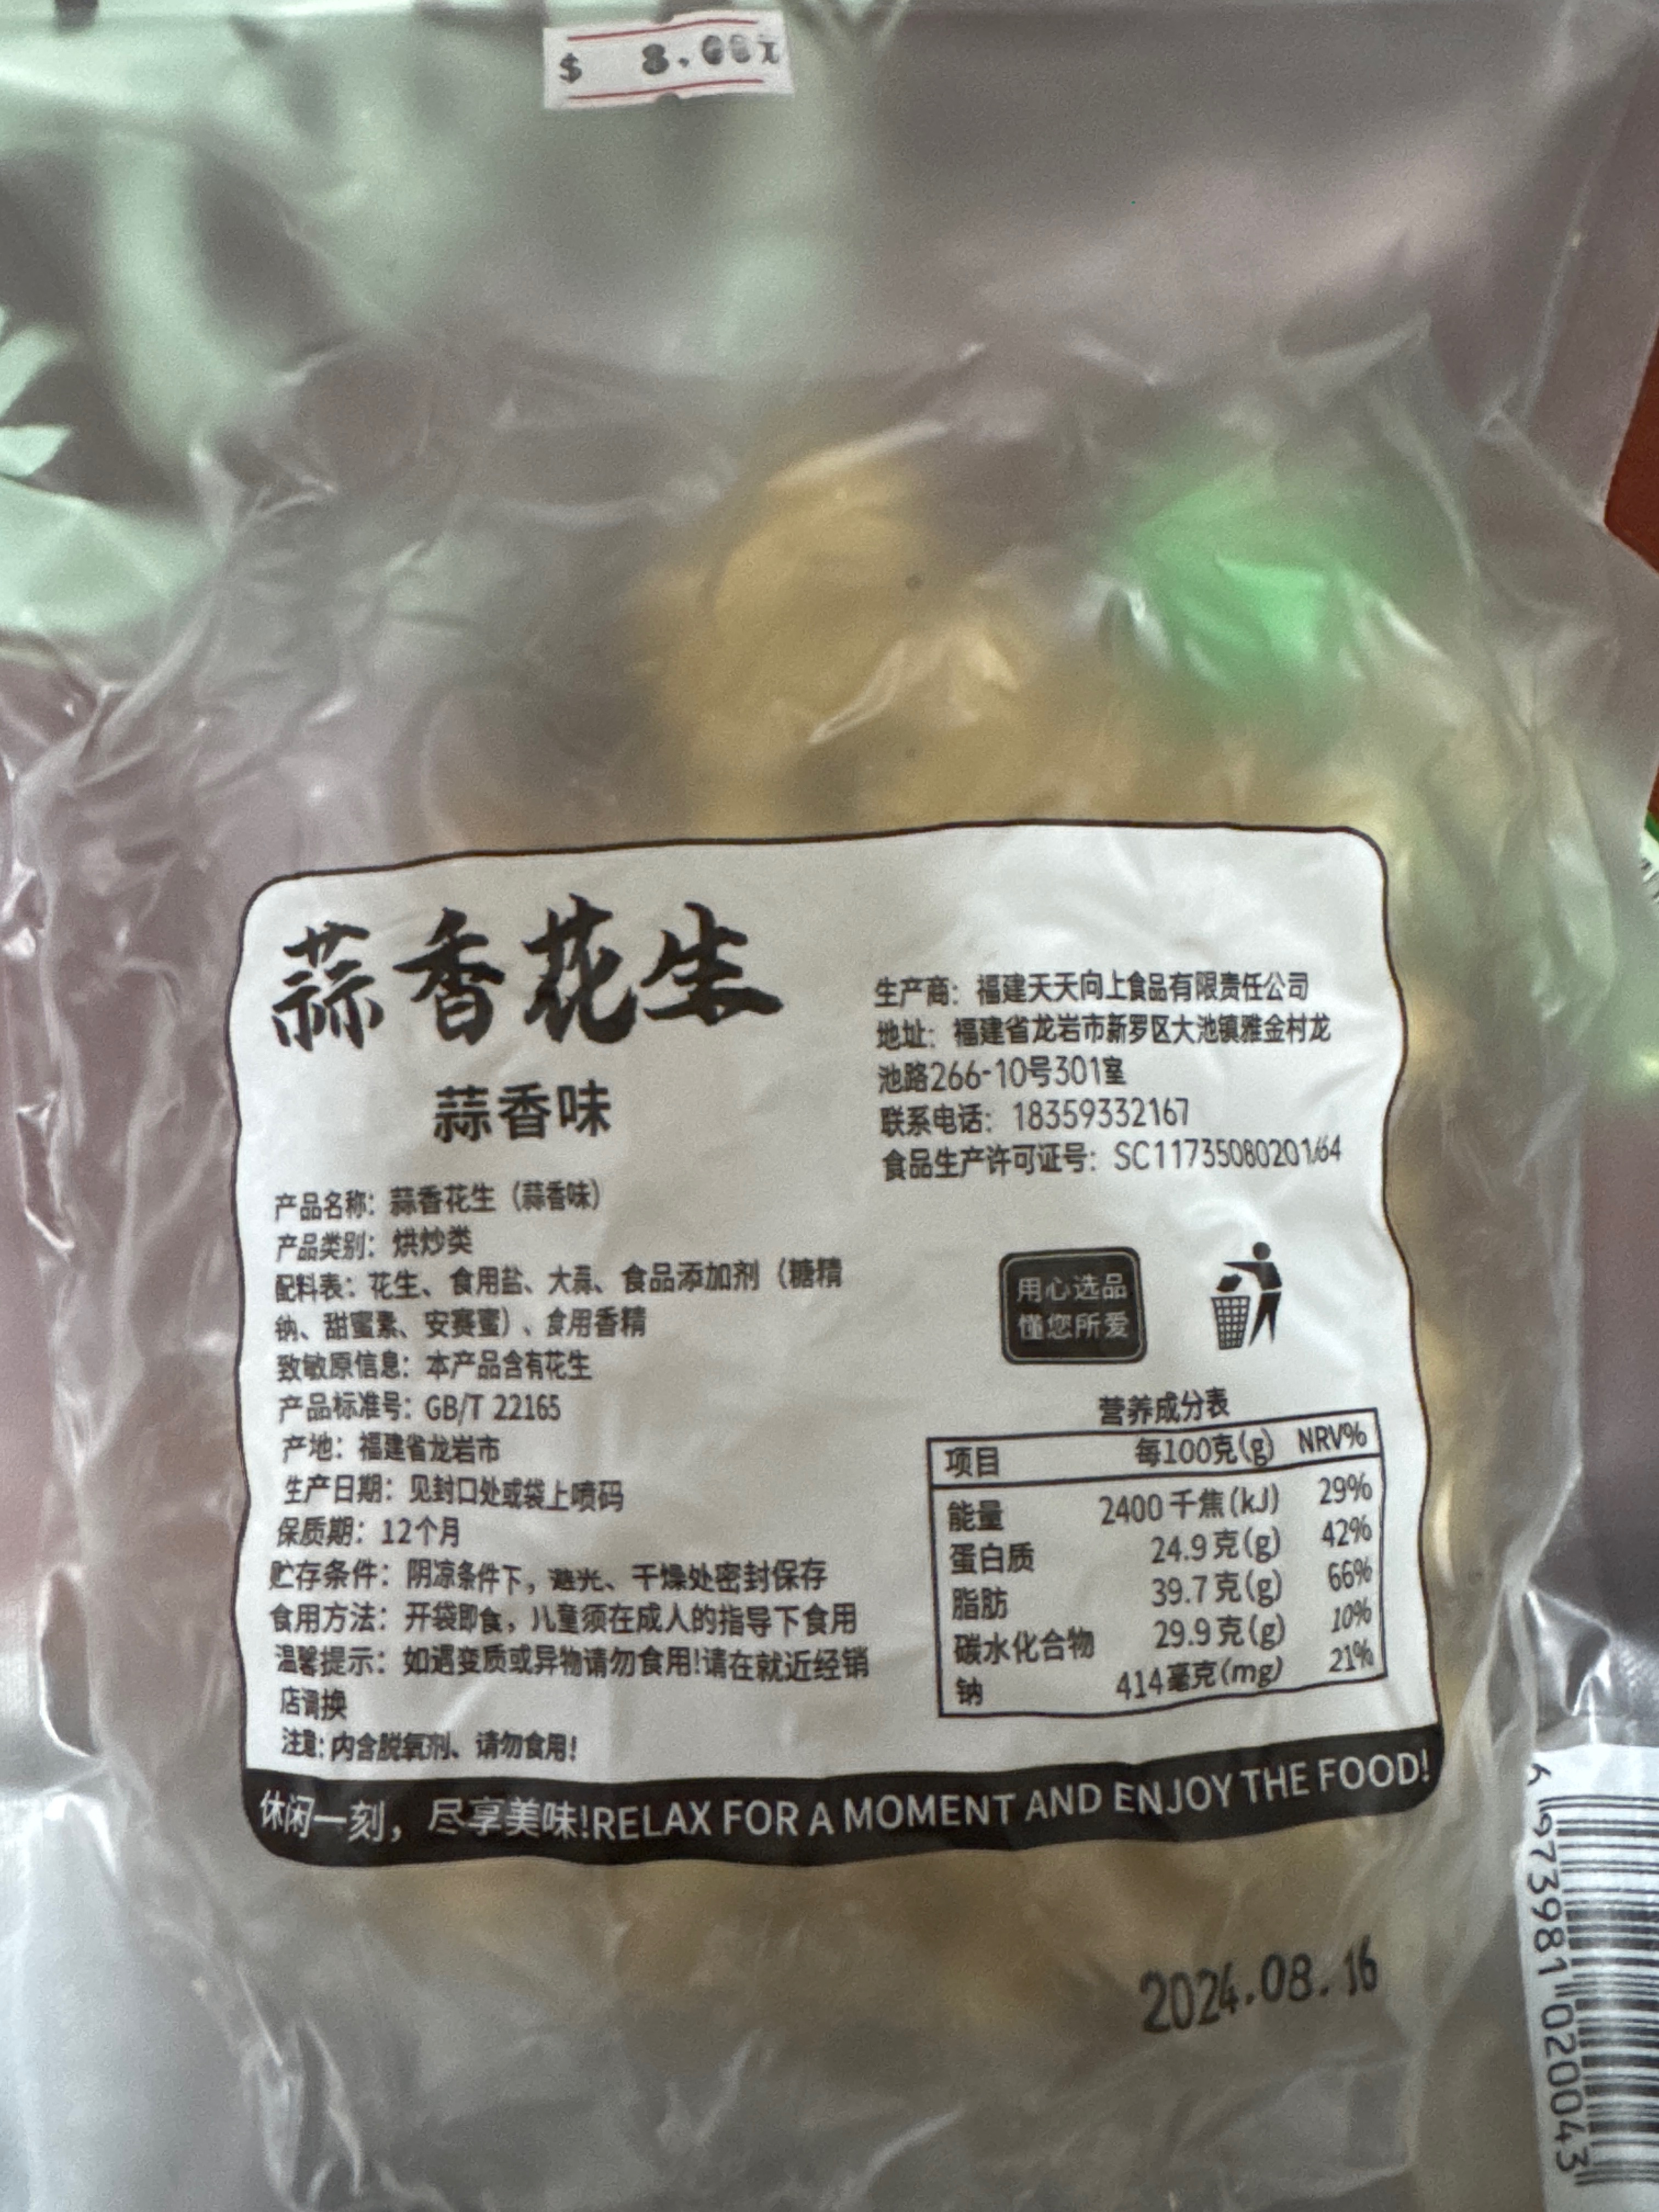 $ 8.00
蒜香花生
蒜香味
产品名称：蒜香花生（蒜香味）
产品类别：烘炒类
配料表：花生、食用盐、大蒜、食品添加剂（糖精
钠、甜蜜素、安赛蜜）、食用香精
致敏原信息：本产品含有花生
产品标准号：GB/T 22165
产地：福建省龙岩市
生产日期：见封口处或袋上喷码
保质期：12个月
贮存条件：阴凉条件下，避光、干燥处密封保存
食用方法：开袋即食，儿童须在成人的指导下食用
温馨提示：如遇变质或异物请勿食用!请在就近经销
店调换
注意：内含脱氧剂、请勿食用!
生产商：福建天天向上食品有限责任公司
地址：福建省龙岩市新罗区大池镇雅金村龙
池路266-10号301室
联系电话：18359332167
食品生产许可证号：SC11735080201164
用心选品
懂您所爱
营养成分表
项目 每100克(g) NRV%
能量 2400千焦(kJ) 29%
蛋白质 24.9克(g) 42%
脂肪 39.7克(g) 66%
碳水化合物 29.9克(g) 10%
钠 414毫克(mg) 21%
休闲一刻，尽享美味!RELAX FOR A MOMENT AND ENJOY THE FOOD!
2024.08.16
6 973981 020043